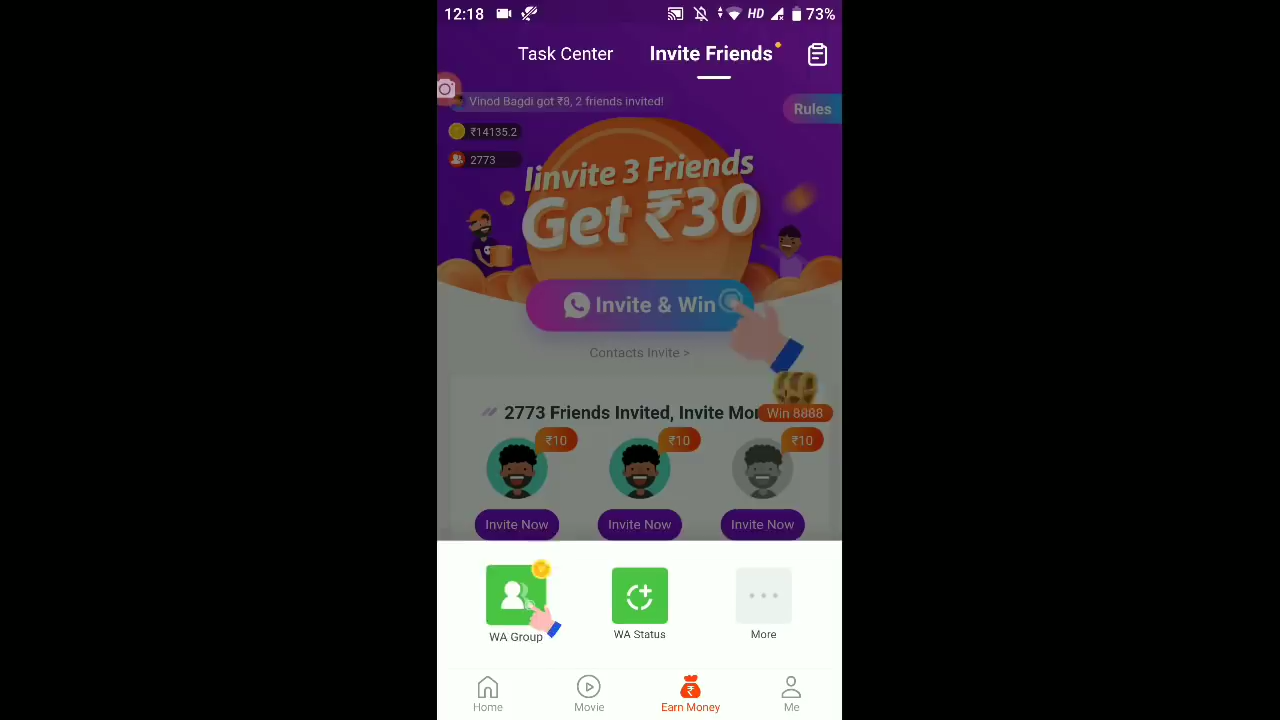 12:18
HD
73%
Task Center
Invite Friends
Vinod Bagdi got ₹8, 2 friends invited!
Rules
₹14135.2
2773
Iinvite 3 Friends
Get ₹30
Invite & Win
Contacts Invite >
2773 Friends Invited, Invite Mor
Win 8888
₹10
₹10
₹10
Invite Now
Invite Now
Invite Now
WA Group
WA Status
More
Home
Movie
Earn Money
Me